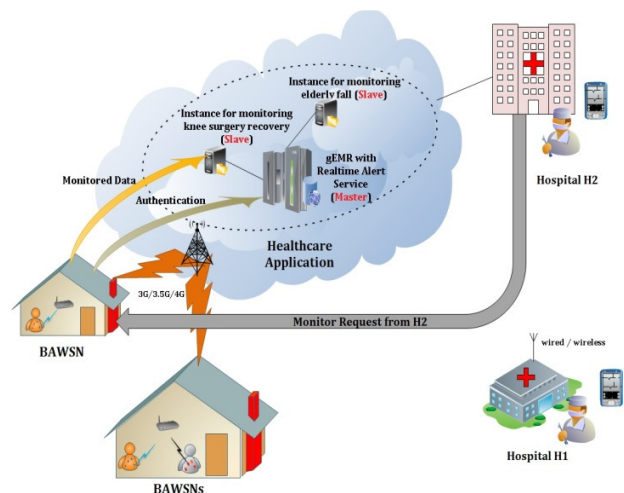 Instance for monitoring
elderly fall (Slave)
Instance for monitoring
knee surgery recovery
(Slave)
gEMR with
Realtime Alert
Service
(Master)
Monitored Data
Authentication
Healthcare
Application
Hospital H2
3G/3.5G/4G
BAWSN
Monitor Request from H2
wired / wireless
Hospital H1
BAWSNs